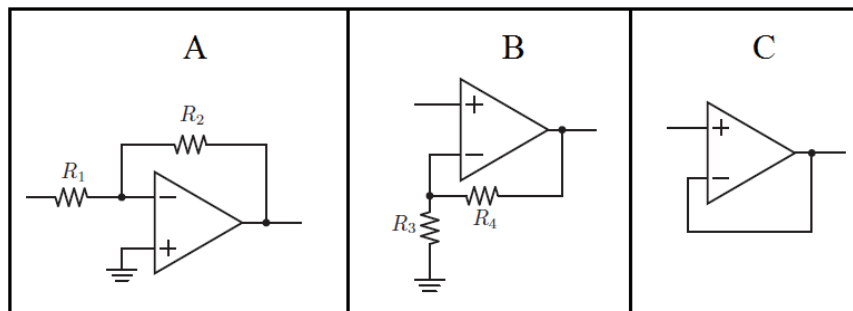 A
B
C
R₂
R₁
−
+
+
−
R₃
R₄
+
−